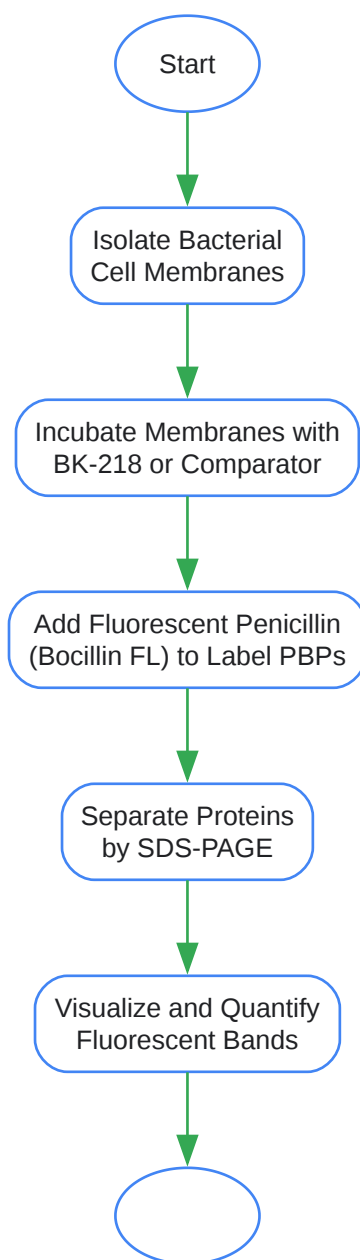 Start
Isolate Bacterial
Cell Membranes
Incubate Membranes with
BK-218 or Comparator
Add Fluorescent Penicillin
(Bocillin FL) to Label PBPs
Separate Proteins
by SDS-PAGE
Visualize and Quantify
Fluorescent Bands